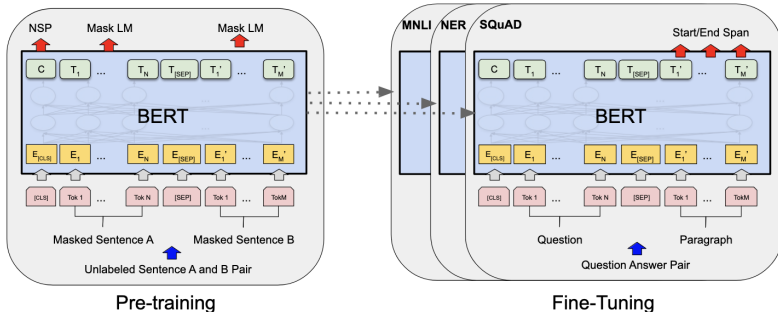 NSP Mask LM Mask LM
C T1 ... TN T[SEP] T1' ... TM'
BERT
E[CLS] E1 ... EN E[SEP] E1' ... EM'
[CLS] Tok 1 ... Tok N [SEP] Tok 1 ... TokM
Masked Sentence A Masked Sentence B
Unlabeled Sentence A and B Pair
Pre-training
MNLI NER SQuAD
Start/End Span
C T1 ... TN T[SEP] T1' ... TM'
BERT
E[CLS] E1 ... EN E[SEP] E1' ... EM'
[CLS] Tok 1 ... Tok N [SEP] Tok 1 ... TokM
Question Paragraph
Question Answer Pair
Fine-Tuning